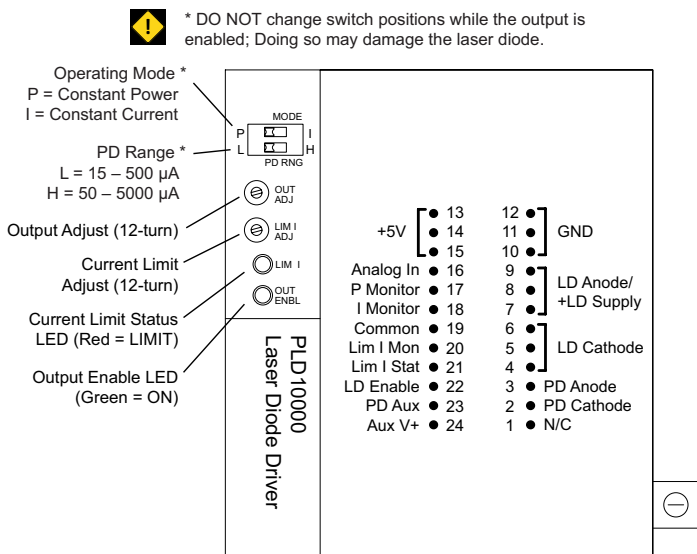 * DO NOT change switch positions while the output is
enabled; Doing so may damage the laser diode.
Operating Mode *
P = Constant Power
I = Constant Current
PD Range *
L = 15 – 500 µA
H = 50 – 5000 µA
Output Adjust (12-turn)
Current Limit
Adjust (12-turn)
Current Limit Status
LED (Red = LIMIT)
Output Enable LED
(Green = ON)
MODE
P I
L H
PD RNG
OUT
ADJ
LIM I
ADJ
LIM I
OUT
ENBL
PLD10000
Laser Diode Driver
+5V
13 12
14 11
15 10
GND
Analog In 16 9
P Monitor 17 8
I Monitor 18 7
LD Anode/
+LD Supply
Common 19 6
Lim I Mon 20 5
Lim I Stat 21 4
LD Cathode
LD Enable 22 3 PD Anode
PD Aux 23 2 PD Cathode
Aux V+ 24 1 N/C